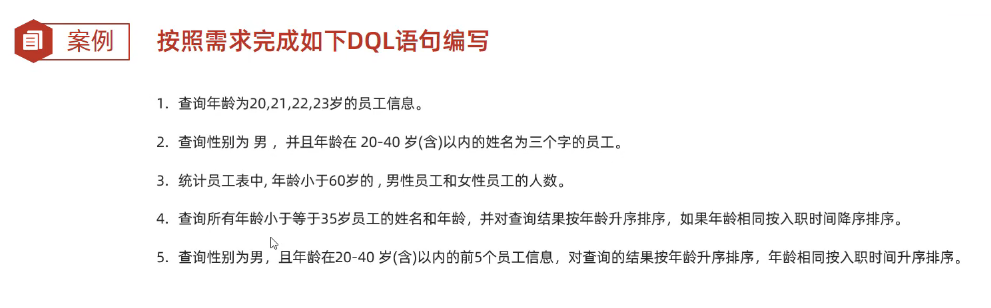 案例 按照需求完成如下DQL语句编写
1. 查询年龄为20,21,22,23岁的员工信息。
2. 查询性别为 男 ，并且年龄在 20-40 岁(含)以内的姓名为三个字的员工。
3. 统计员工表中, 年龄小于60岁的 , 男性员工和女性员工的人数。
4. 查询所有年龄小于等于35岁员工的姓名和年龄，并对查询结果按年龄升序排序，如果年龄相同按入职时间降序排序。
5. 查询性别为男，且年龄在20-40 岁(含)以内的前5个员工信息，对查询的结果按年龄升序排序，年龄相同按入职时间升序排序。